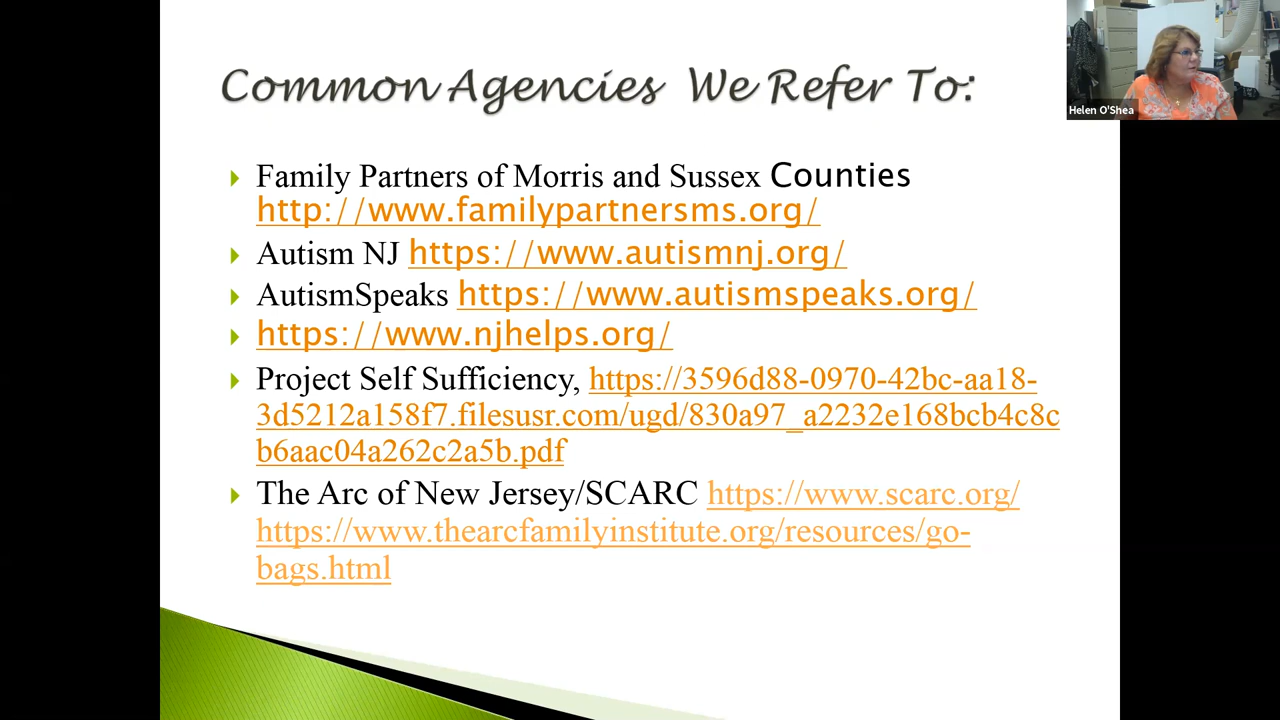 Common Agencies We Refer To:
Helen O'Shea
Family Partners of Morris and Sussex Counties
http://www.familypartnersms.org/
Autism NJ https://www.autismnj.org/
AutismSpeaks https://www.autismspeaks.org/
https://www.njhelps.org/
Project Self Sufficiency, https://3596d88-0970-42bc-aa18-
3d5212a158f7.filesusr.com/ugd/830a97_a2232e168bcb4c8c
b6aac04a262c2a5b.pdf
The Arc of New Jersey/SCARC https://www.scarc.org/
https://www.thearcfamilyinstitute.org/resources/go-
bags.html